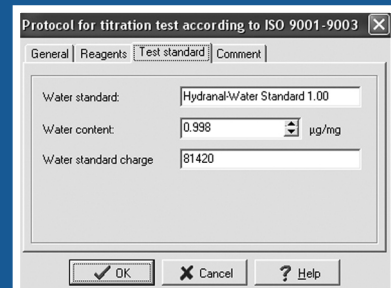 Protocol for titration test according to ISO 9001-9003
General Reagents Test standard Comment
Water standard: Hydranal-Water Standard 1.00
Water content: 0.998 µg/mg
Water standard charge 81420
OK Cancel ? Help